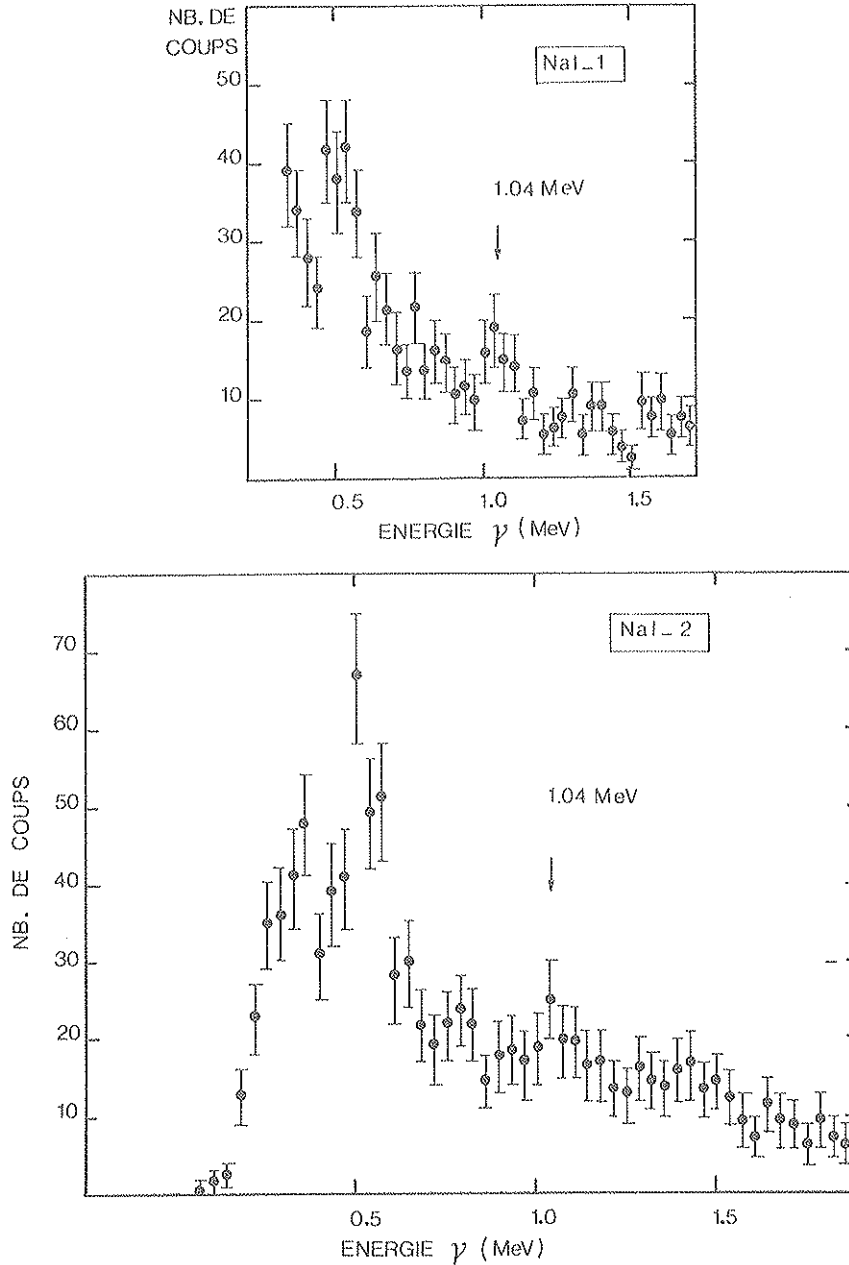 NB. DE
COUPS
NaI_1
50
40
30
20
10
1.04 MeV
0.5
1.0
1.5
ENERGIE γ (MeV)
NaI_2
70
60
50
40
30
20
10
NB. DE COUPS
1.04 MeV
0.5
1.0
1.5
ENERGIE γ (MeV)